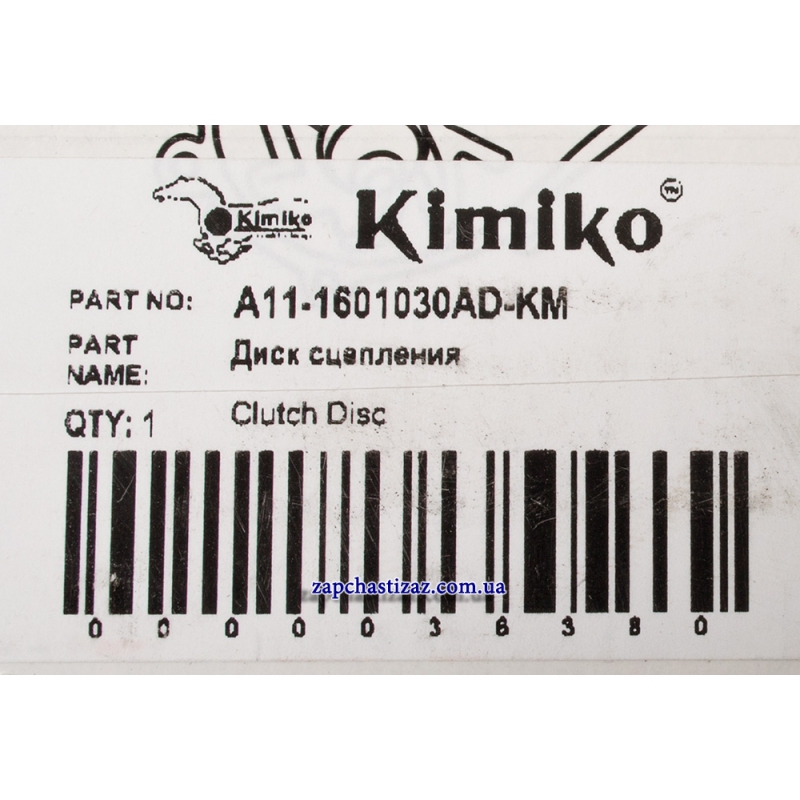 Kimiko
Kimiko TM
PART NO: A11-1601030AD-KM
PART NAME: Диск сцепления
QTY: 1 Clutch Disc
zapchastizaz.com.ua
0 0 0 0 0 3 6 3 8 0